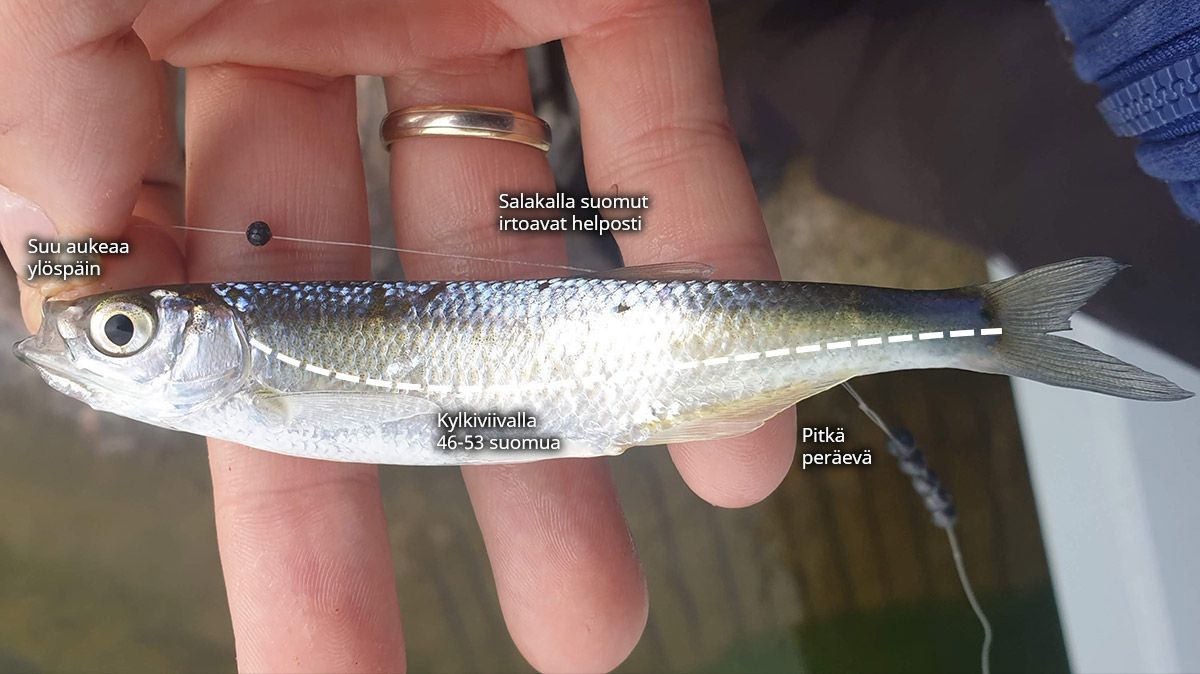 Salakalla suomut
irtoavat helposti
Suu aukeaa
ylöspäin
Kylkiviivalla
46-53 suomua
Pitkä
peräevä